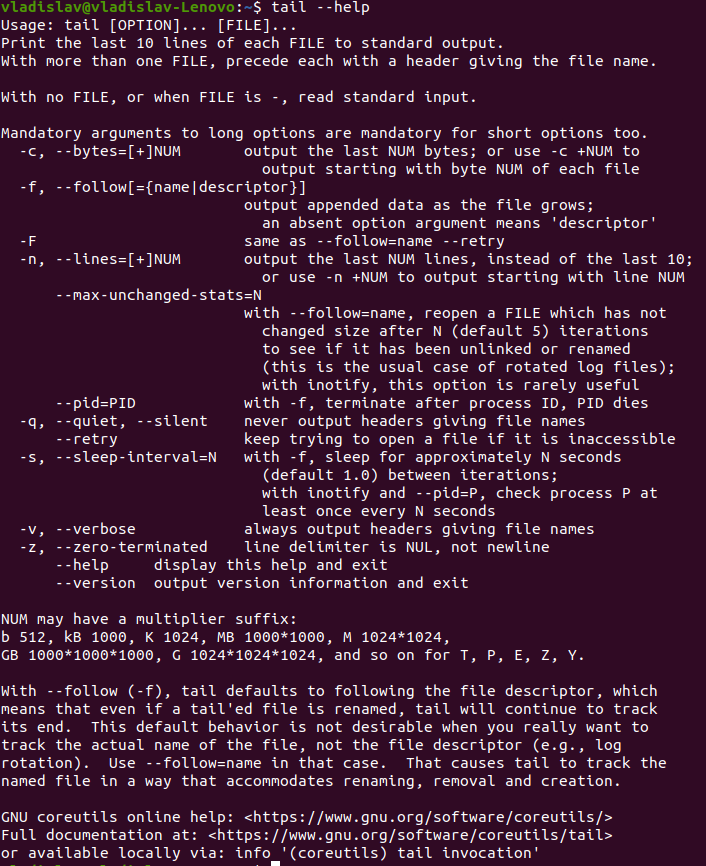 vladislav@vladislav-Lenovo:~$ tail --help
Usage: tail [OPTION]... [FILE]...
Print the last 10 lines of each FILE to standard output.
With more than one FILE, precede each with a header giving the file name.

With no FILE, or when FILE is -, read standard input.

Mandatory arguments to long options are mandatory for short options too.
  -c, --bytes=[+]NUM       output the last NUM bytes; or use -c +NUM to
                             output starting with byte NUM of each file
  -f, --follow[={name|descriptor}]
                           output appended data as the file grows;
                             an absent option argument means 'descriptor'
  -F                       same as --follow=name --retry
  -n, --lines=[+]NUM       output the last NUM lines, instead of the last 10;
                             or use -n +NUM to output starting with line NUM
      --max-unchanged-stats=N
                           with --follow=name, reopen a FILE which has not
                             changed size after N (default 5) iterations
                             to see if it has been unlinked or renamed
                             (this is the usual case of rotated log files);
                             with inotify, this option is rarely useful
      --pid=PID            with -f, terminate after process ID, PID dies
  -q, --quiet, --silent    never output headers giving file names
      --retry              keep trying to open a file if it is inaccessible
  -s, --sleep-interval=N   with -f, sleep for approximately N seconds
                             (default 1.0) between iterations;
                             with inotify and --pid=P, check process P at
                             least once every N seconds
  -v, --verbose            always output headers giving file names
  -z, --zero-terminated    line delimiter is NUL, not newline
      --help     display this help and exit
      --version  output version information and exit

NUM may have a multiplier suffix:
b 512, kB 1000, K 1024, MB 1000*1000, M 1024*1024,
GB 1000*1000*1000, G 1024*1024*1024, and so on for T, P, E, Z, Y.

With --follow (-f), tail defaults to following the file descriptor, which
means that even if a tail'ed file is renamed, tail will continue to track
its end.  This default behavior is not desirable when you really want to
track the actual name of the file, not the file descriptor (e.g., log
rotation).  Use --follow=name in that case.  That causes tail to track the
named file in a way that accommodates renaming, removal and creation.

GNU coreutils online help: <https://www.gnu.org/software/coreutils/>
Full documentation at: <https://www.gnu.org/software/coreutils/tail>
or available locally via: info '(coreutils) tail invocation'